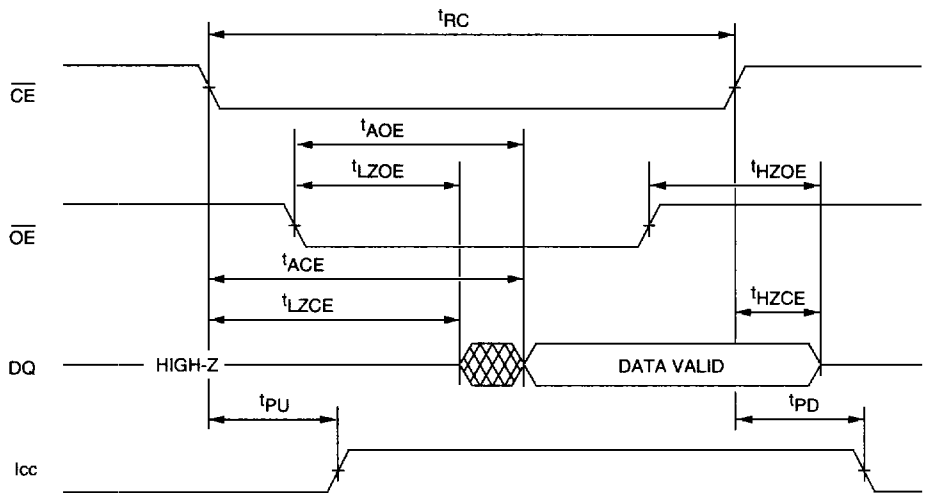 tRC
CE
tAOE
tLZOE
tHZOE
OE
tACE
tLZCE
tHZCE
DQ
HIGH-Z
DATA VALID
tPU
tPD
Icc